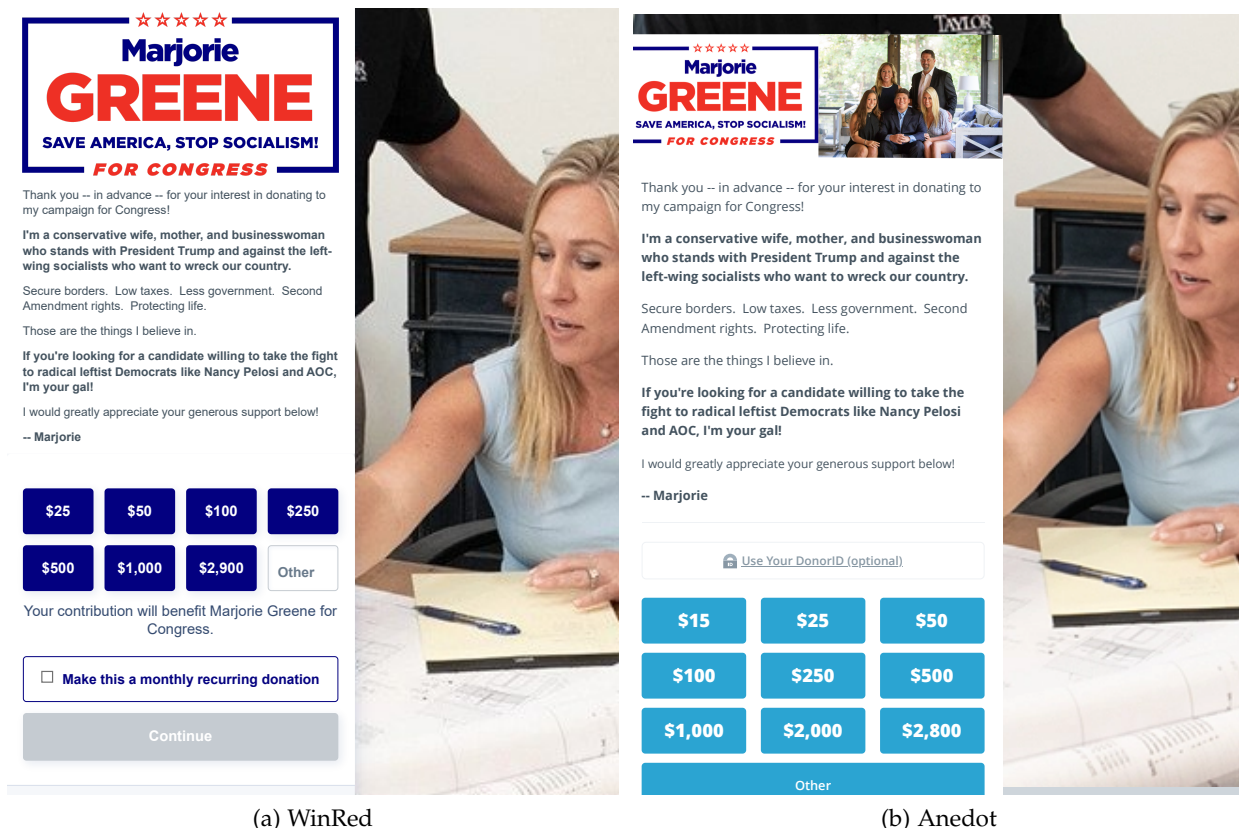 Marjorie
GREENE
SAVE AMERICA, STOP SOCIALISM!
FOR CONGRESS
Thank you -- in advance -- for your interest in donating to
my campaign for Congress!
I'm a conservative wife, mother, and businesswoman
who stands with President Trump and against the left-
wing socialists who want to wreck our country.
Secure borders. Low taxes. Less government. Second
Amendment rights. Protecting life.
Those are the things I believe in.
If you're looking for a candidate willing to take the fight
to radical leftist Democrats like Nancy Pelosi and AOC,
I'm your gal!
I would greatly appreciate your generous support below!
-- Marjorie
$25 $50 $100 $250
$500 $1,000 $2,900 Other
Your contribution will benefit Marjorie Greene for
Congress.
Make this a monthly recurring donation
Continue
(a) WinRed
TAYLOR
Marjorie
GREENE
SAVE AMERICA, STOP SOCIALISM!
FOR CONGRESS
Thank you -- in advance -- for your interest in donating to
my campaign for Congress!
I'm a conservative wife, mother, and businesswoman
who stands with President Trump and against the
left-wing socialists who want to wreck our country.
Secure borders. Low taxes. Less government. Second
Amendment rights. Protecting life.
Those are the things I believe in.
If you're looking for a candidate willing to take the
fight to radical leftist Democrats like Nancy Pelosi
and AOC, I'm your gal!
I would greatly appreciate your generous support below!
-- Marjorie
Use Your DonorID (optional)
$15 $25 $50
$100 $250 $500
$1,000 $2,000 $2,800
Other
(b) Anedot